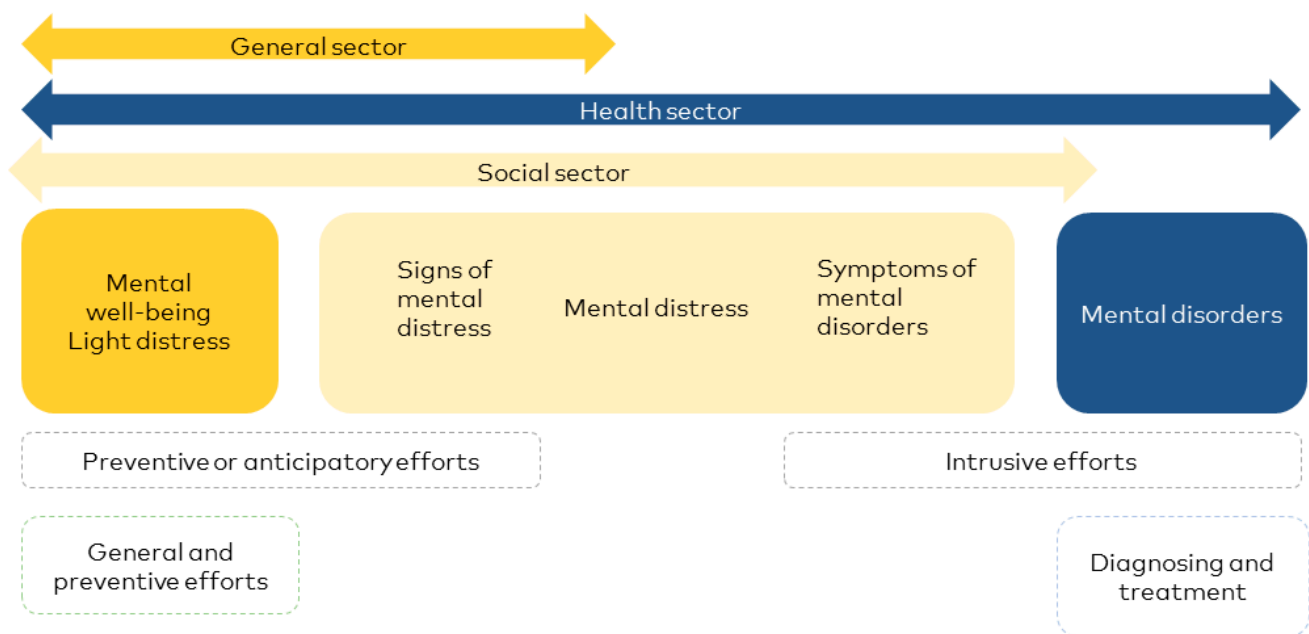 General sector
Health sector
Social sector
Mental
well-being
Light distress
Signs of
mental
distress
Mental distress
Symptoms of
mental
disorders
Mental disorders
Preventive or anticipatory efforts
Intrusive efforts
General and
preventive efforts
Diagnosing and
treatment